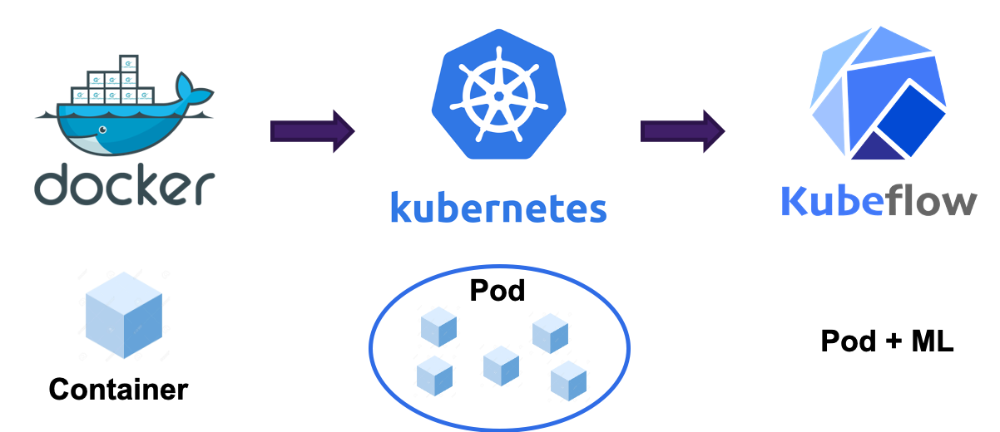 docker
kubernetes
Kubeflow
Container
Pod
Pod + ML